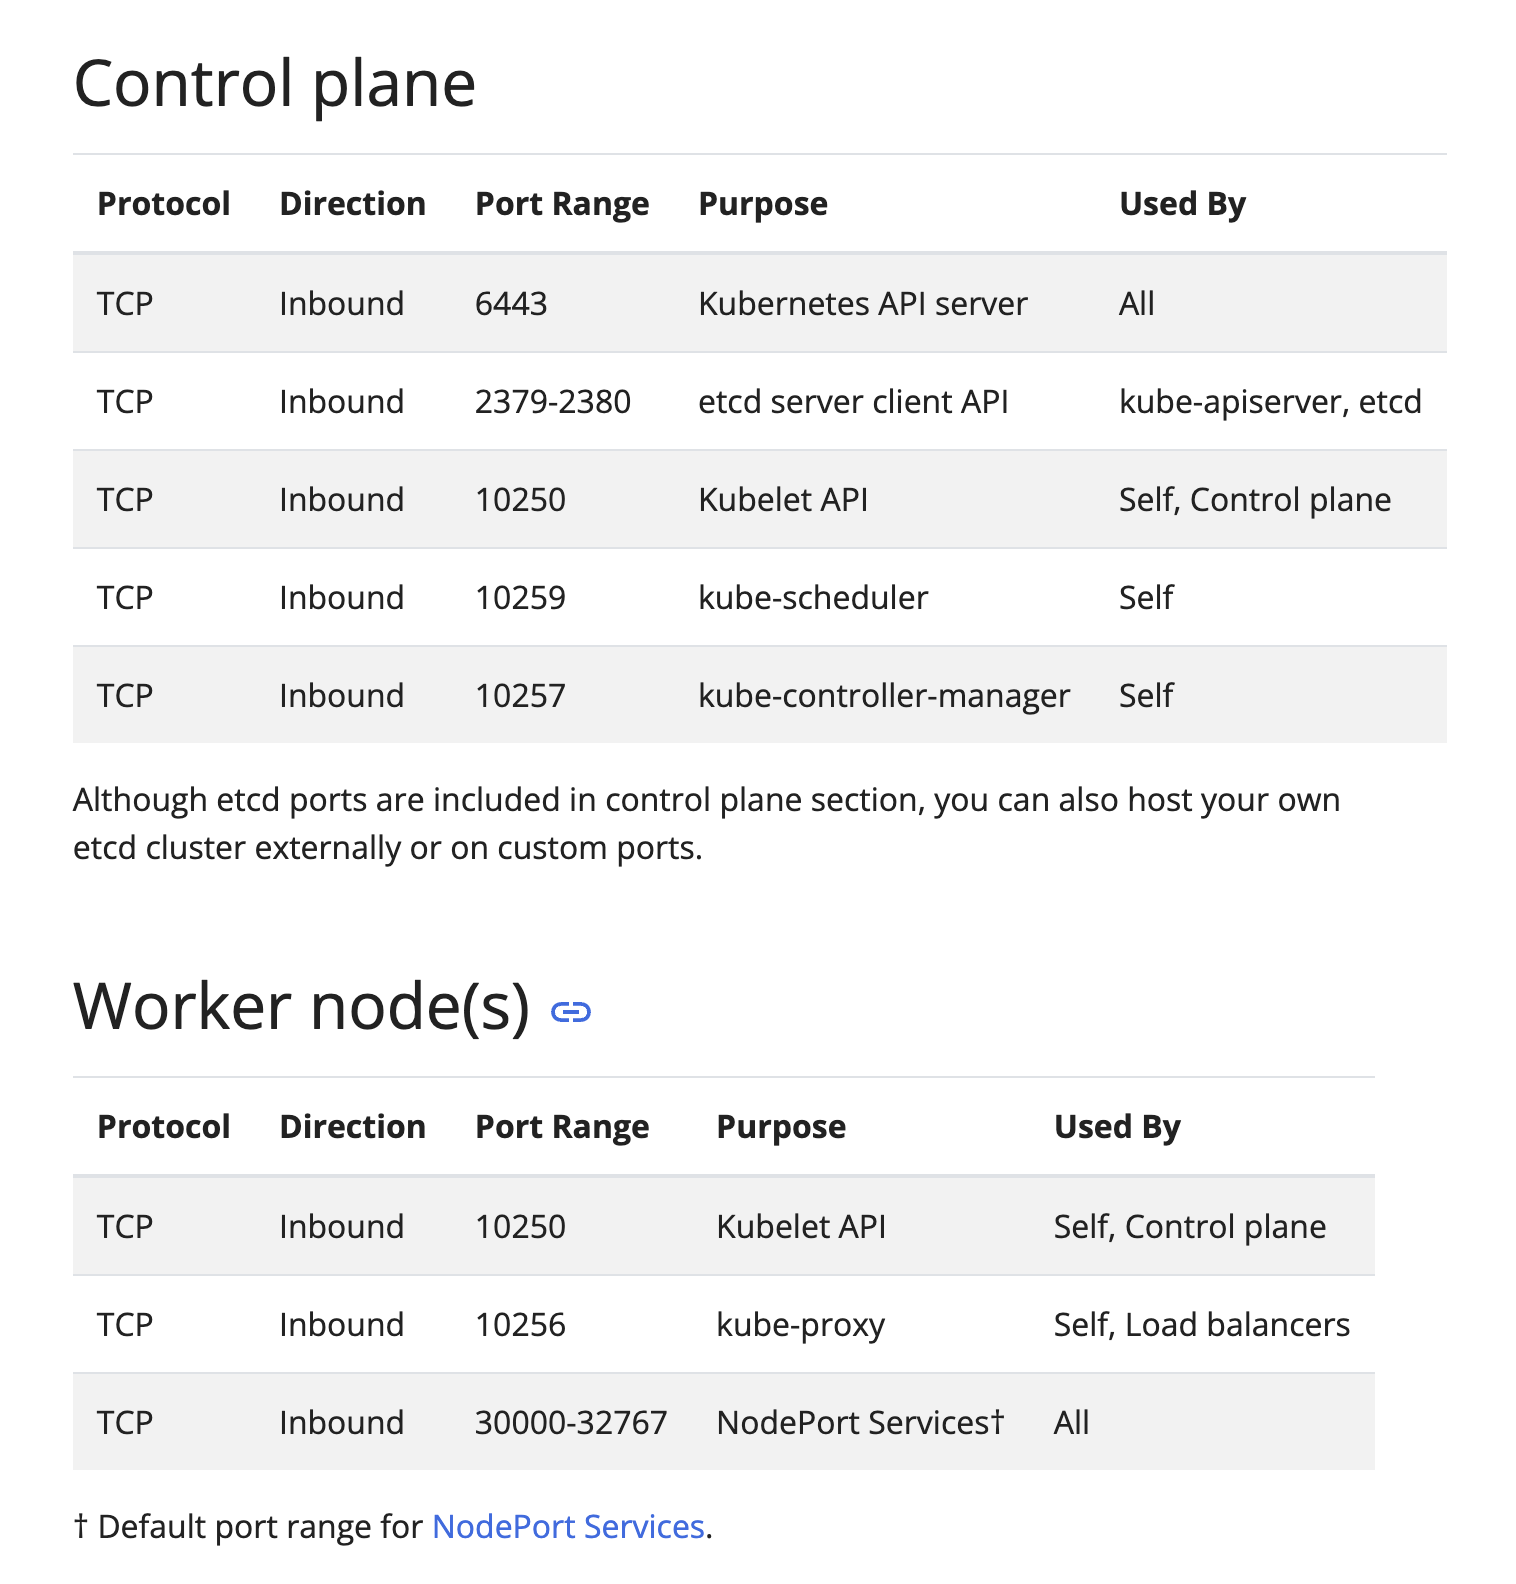 Control plane
Protocol Direction Port Range Purpose Used By
TCP Inbound 6443 Kubernetes API server All
TCP Inbound 2379-2380 etcd server client API kube-apiserver, etcd
TCP Inbound 10250 Kubelet API Self, Control plane
TCP Inbound 10259 kube-scheduler Self
TCP Inbound 10257 kube-controller-manager Self
Although etcd ports are included in control plane section, you can also host your own
etcd cluster externally or on custom ports.
Worker node(s)
Protocol Direction Port Range Purpose Used By
TCP Inbound 10250 Kubelet API Self, Control plane
TCP Inbound 10256 kube-proxy Self, Load balancers
TCP Inbound 30000-32767 NodePort Services† All
† Default port range for NodePort Services.